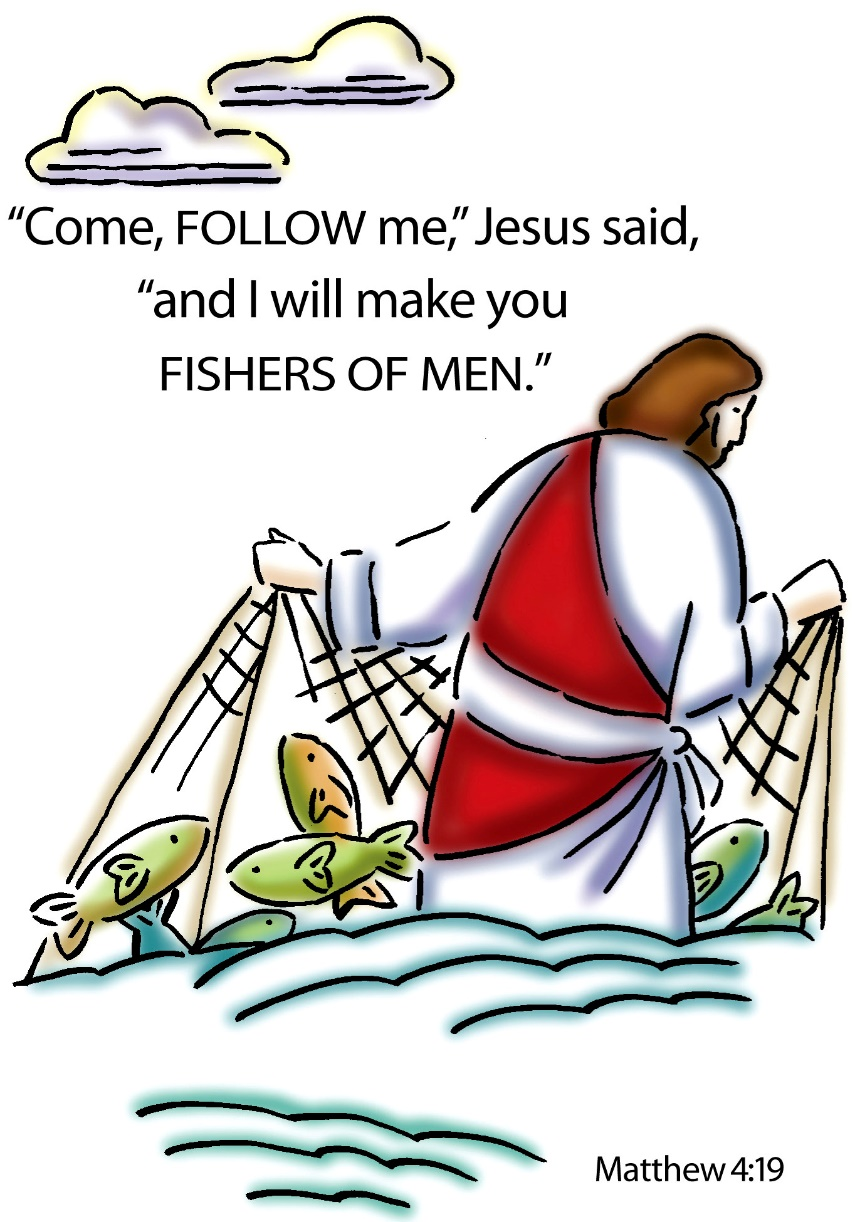 “Come, FOLLOW me,” Jesus said,
“and I will make you
FISHERS OF MEN.”
Matthew 4:19